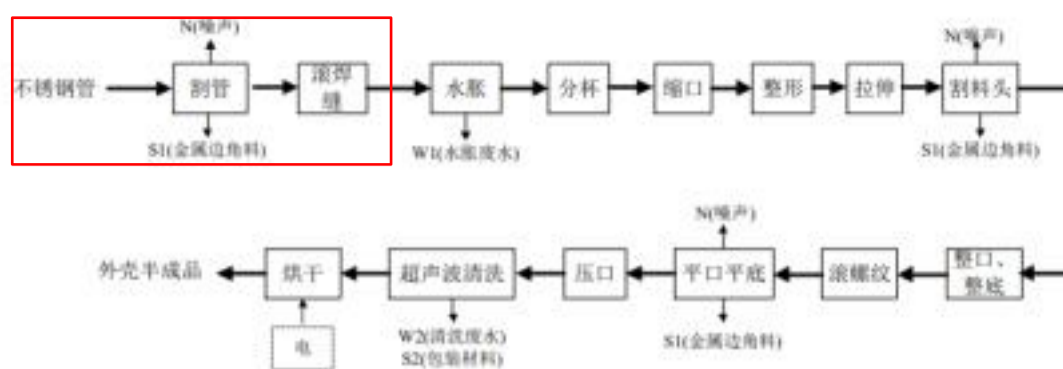 N(噪声)
N(噪声)
不锈钢管
割管
滚焊
缝
水胀
分杯
缩口
整形
拉伸
割料头
S1(金属边角料)
W1(水胀废水)
S1(金属边角料)
N(噪声)
外壳半成品
烘干
超声波清洗
压口
平口平底
滚螺纹
整口、
整底
电
W2(清洗废水)
S2(包装材料)
S1(金属边角料)